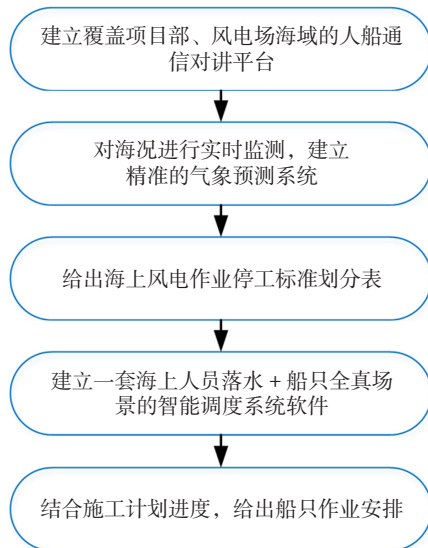 建立覆盖项目部、风电场海域的人船通
信对讲平台
对海况进行实时监测，建立
精准的气象预测系统
给出海上风电作业停工标准划分表
建立一套海上人员落水 + 船只全真场
景的智能调度系统软件
结合施工计划进度，给出船只作业安排